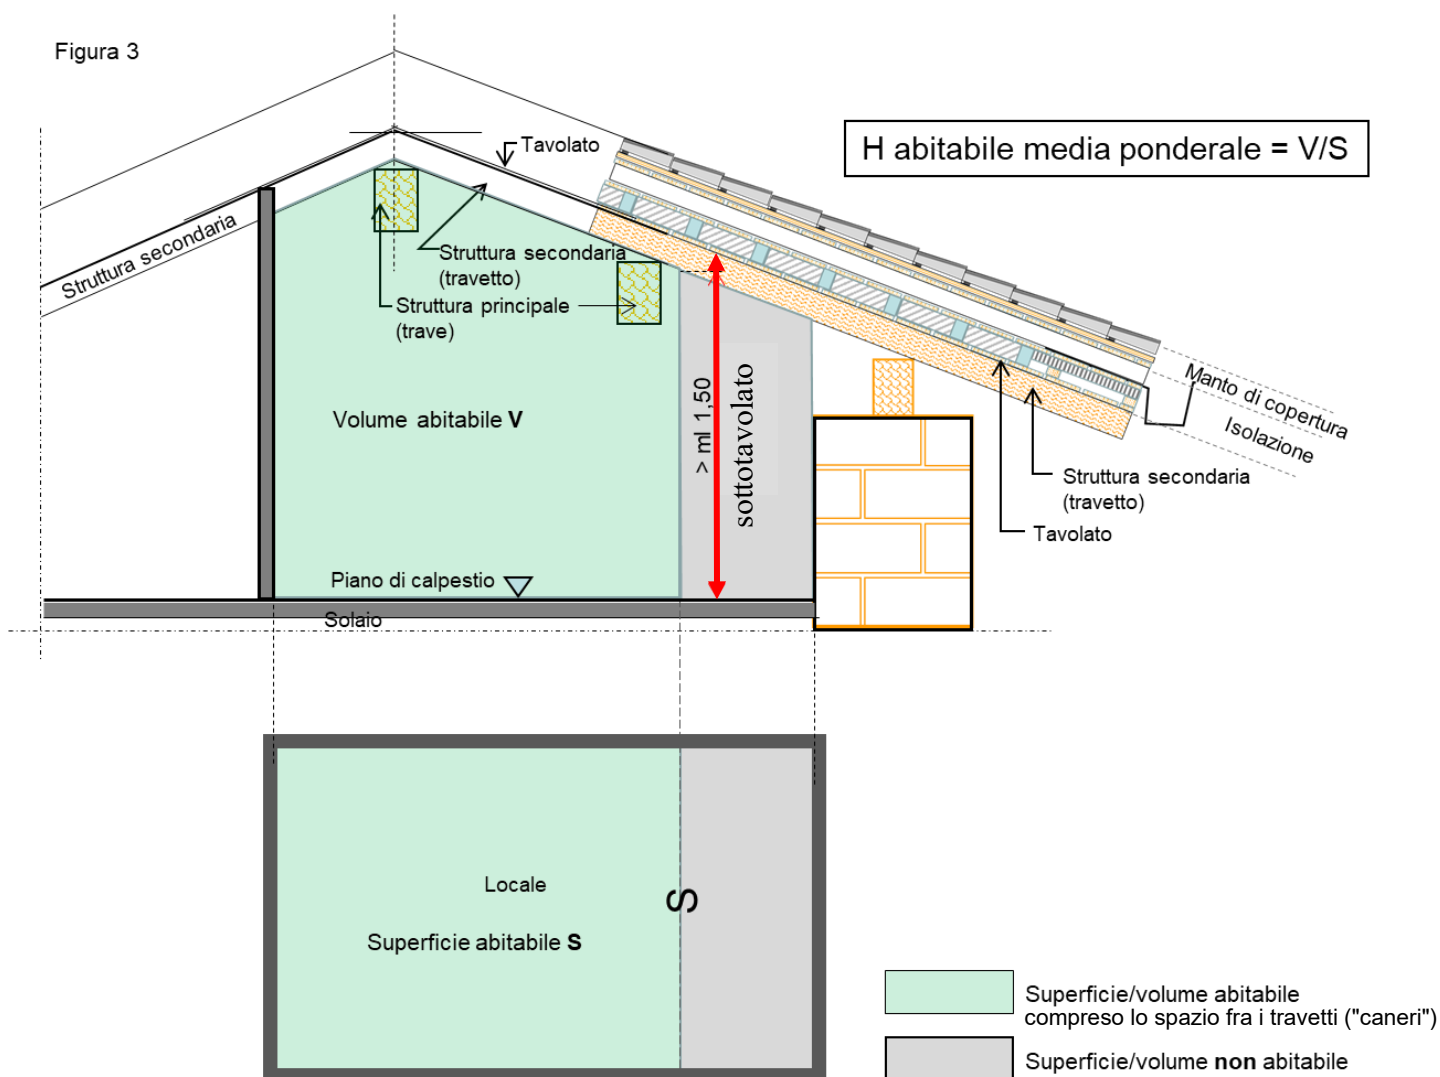 Figura 3
H abitabile media ponderale = V/S
Tavolato
Struttura secondaria
Struttura secondaria
(travetto)
Struttura principale
(trave)
> ml 1,50
sottotavolato
Volume abitabile V
Manto di copertura
Isolazione
Struttura secondaria
(travetto)
Tavolato
Piano di calpestio
Solaio
Locale
S
Superficie abitabile S
Superficie/volume abitabile
compreso lo spazio fra i travetti ("caneri")
Superficie/volume non abitabile